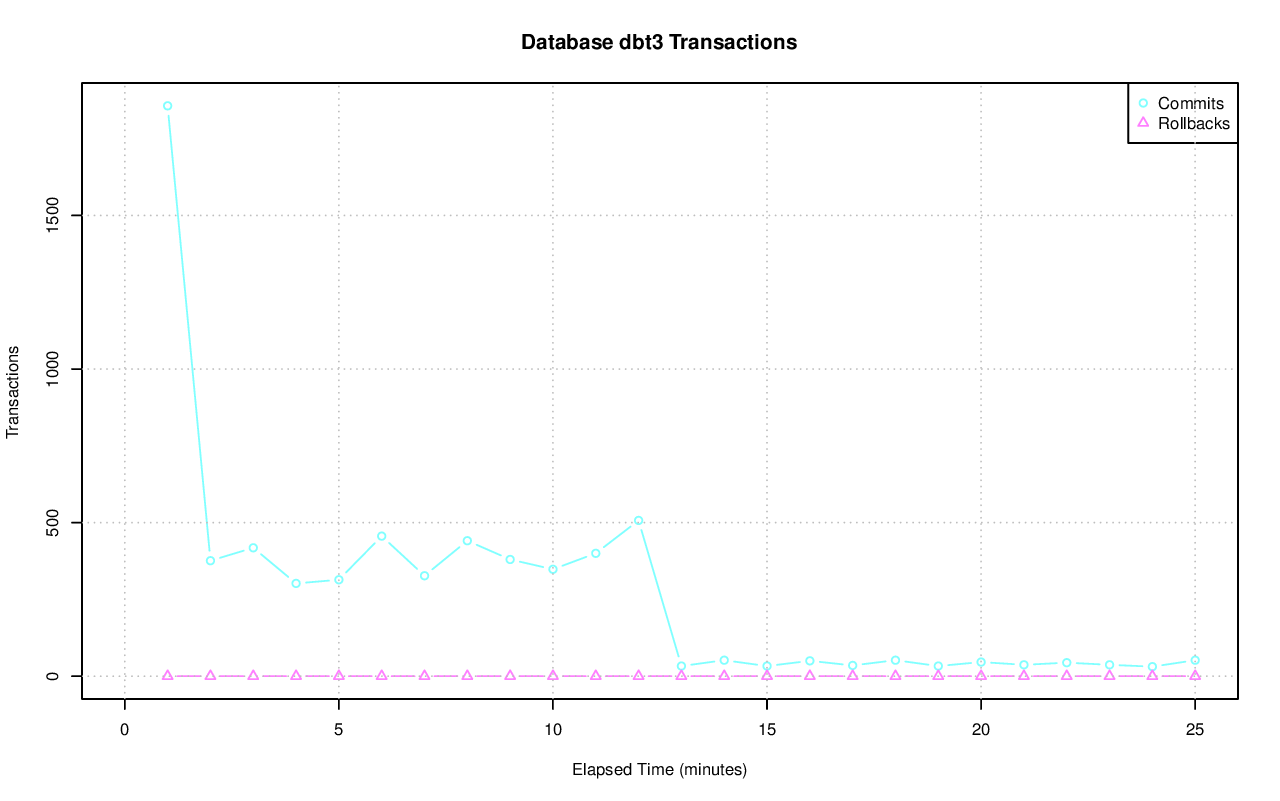 Database dbt3 Transactions
Commits
Rollbacks
Transactions
1500
1000
500
0
0 5 10 15 20 25
Elapsed Time (minutes)